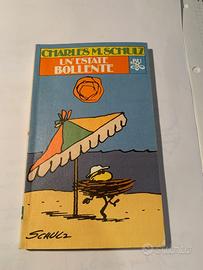 CHARLES M. SCHULZ
UN'ESTATE
BOLLENTE
SCHULZ